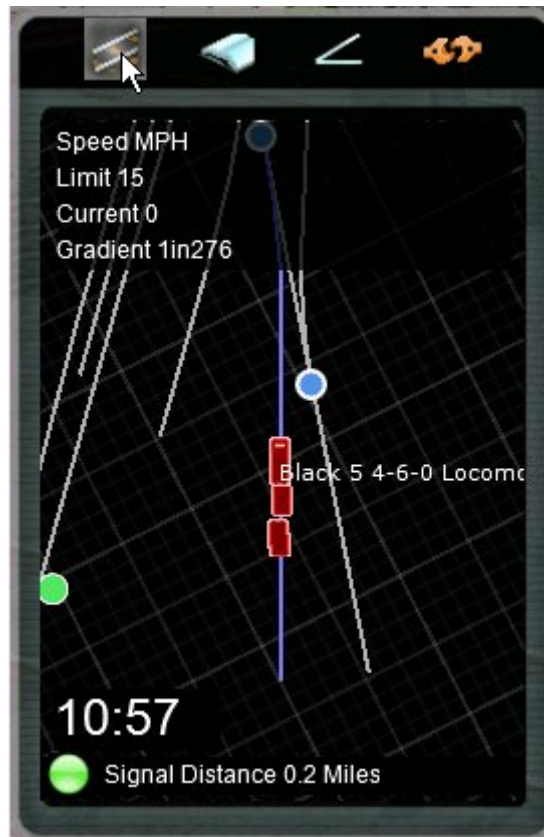 Speed MPH
Limit 15
Current 0
Gradient 1in276
Black 5 4-6-0 Locomo
10:57
Signal Distance 0.2 Miles